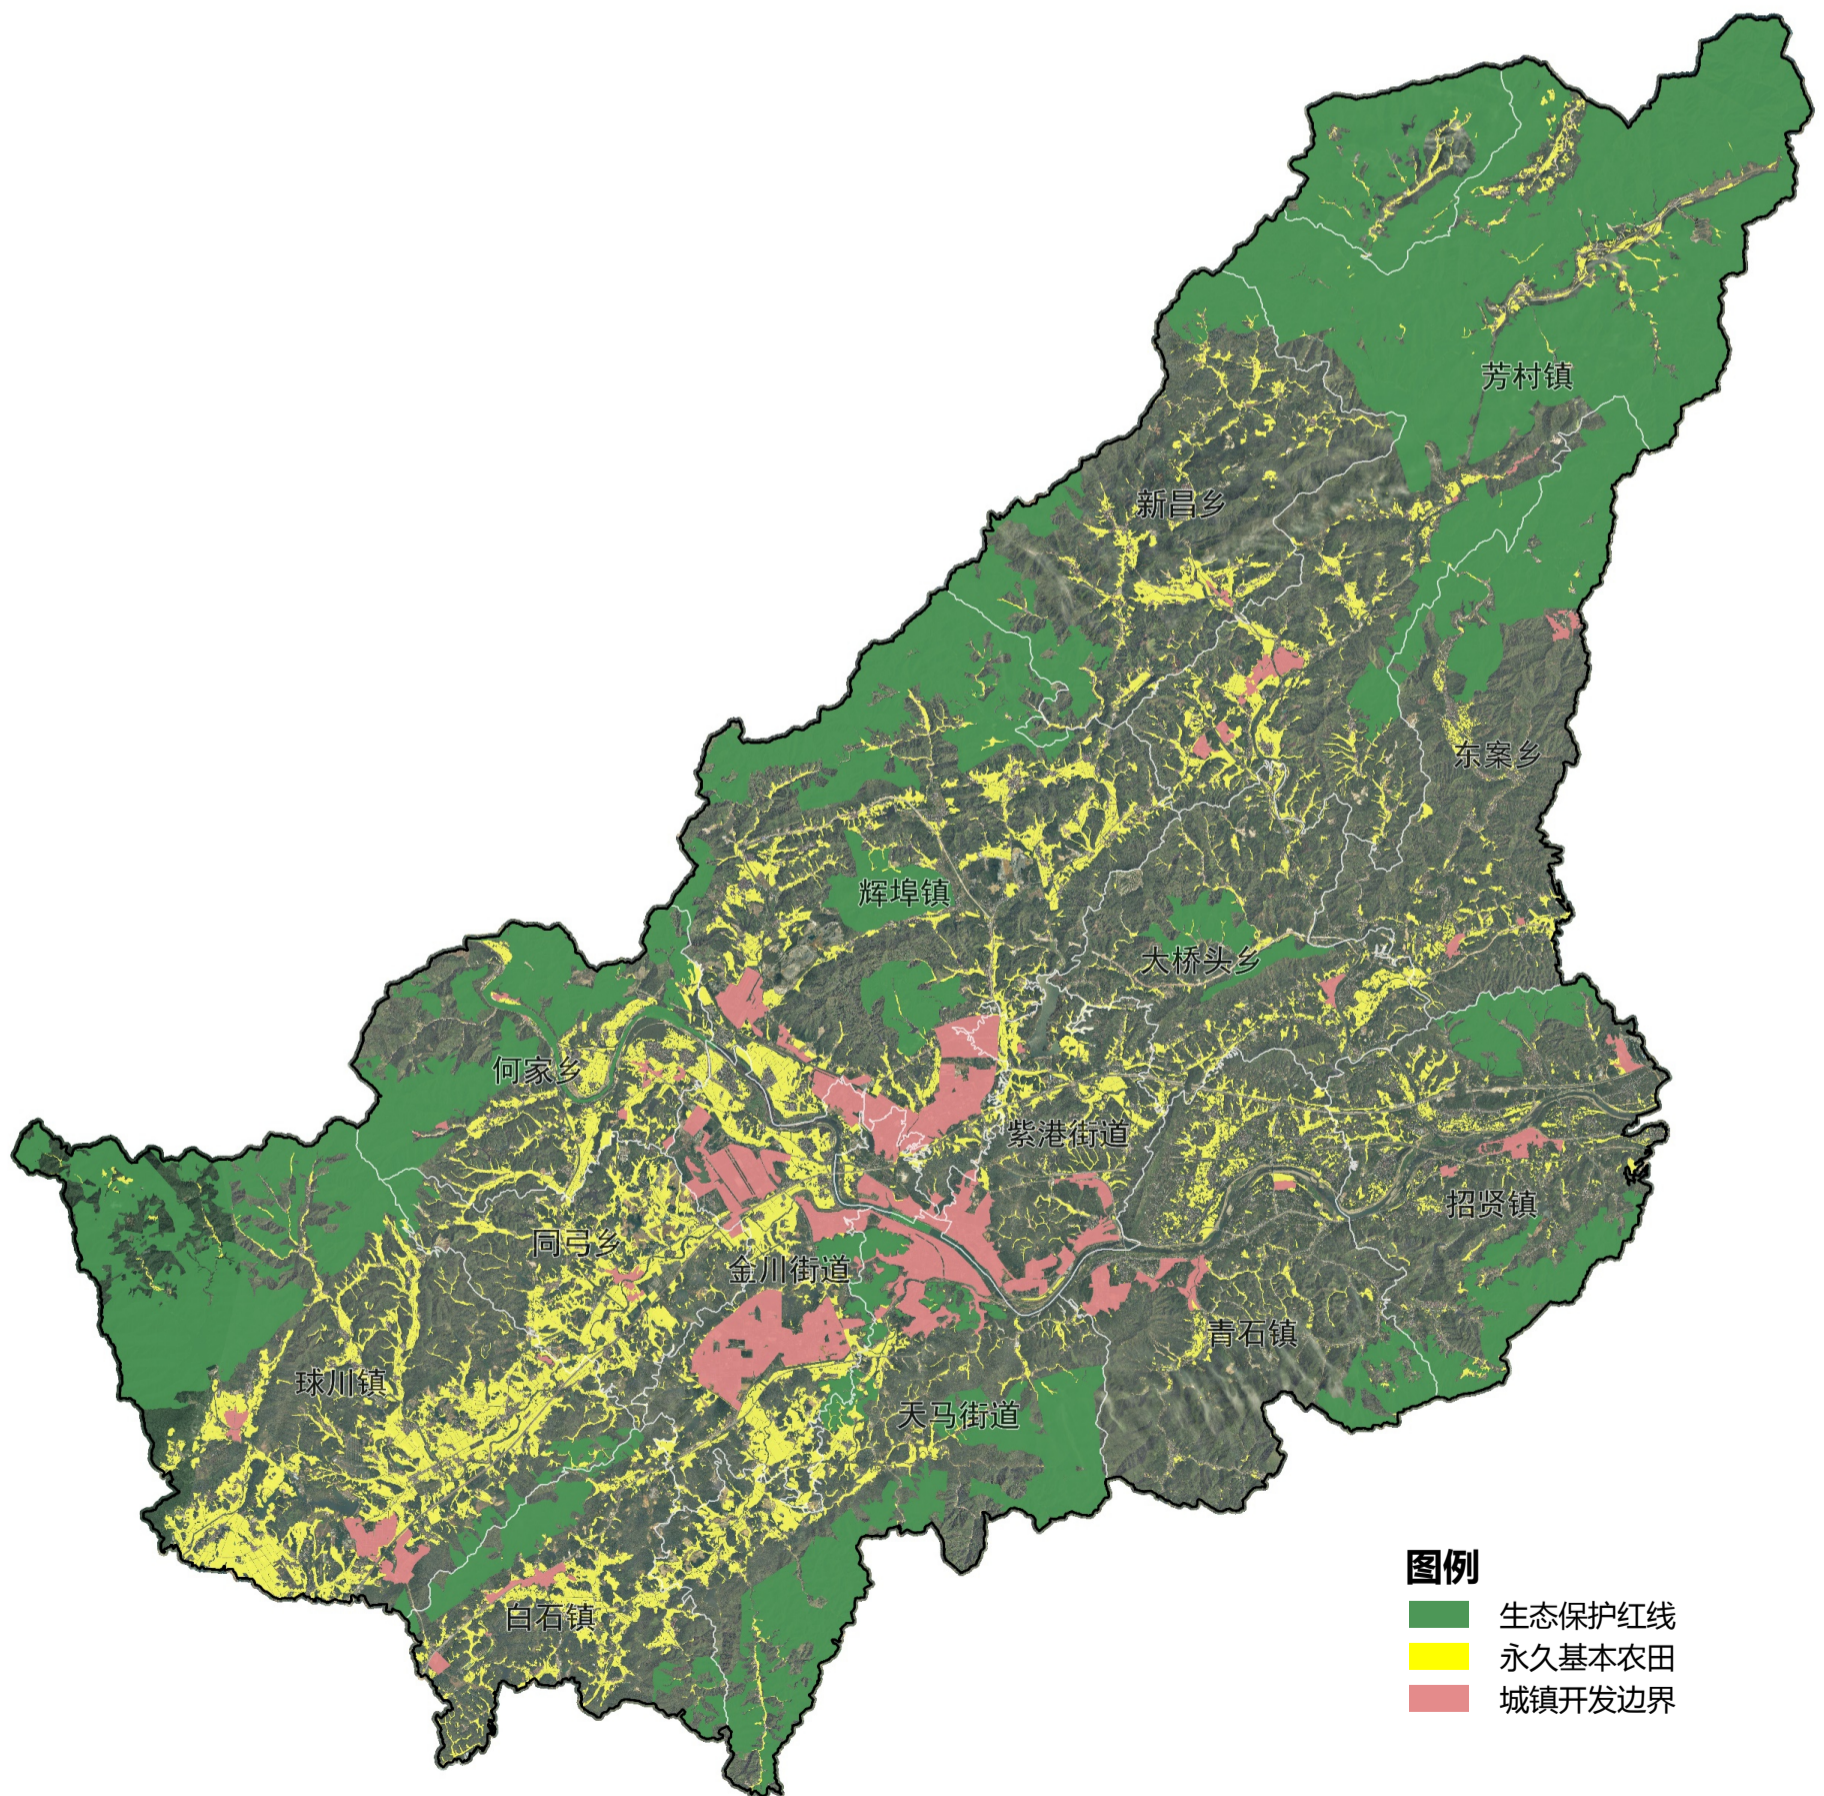 芳村镇
新昌乡
东案乡
辉埠镇
大桥头乡
何家乡
紫港街道
招贤镇
同弓乡
金川街道
青石镇
球川镇
天马街道
白石镇
图例
生态保护红线
永久基本农田
城镇开发边界